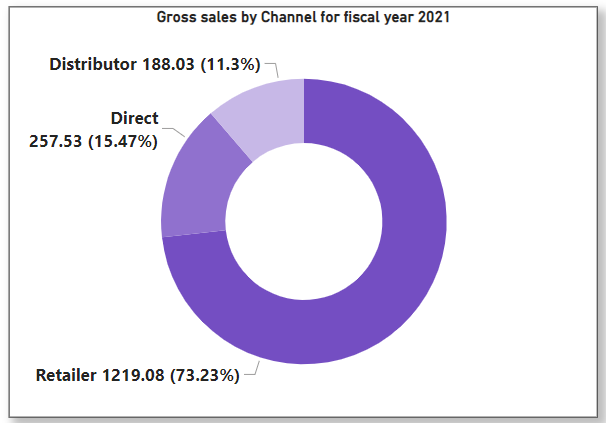 Gross sales by Channel for fiscal year 2021
Distributor 188.03 (11.3%)
Direct
257.53 (15.47%)
Retailer 1219.08 (73.23%)